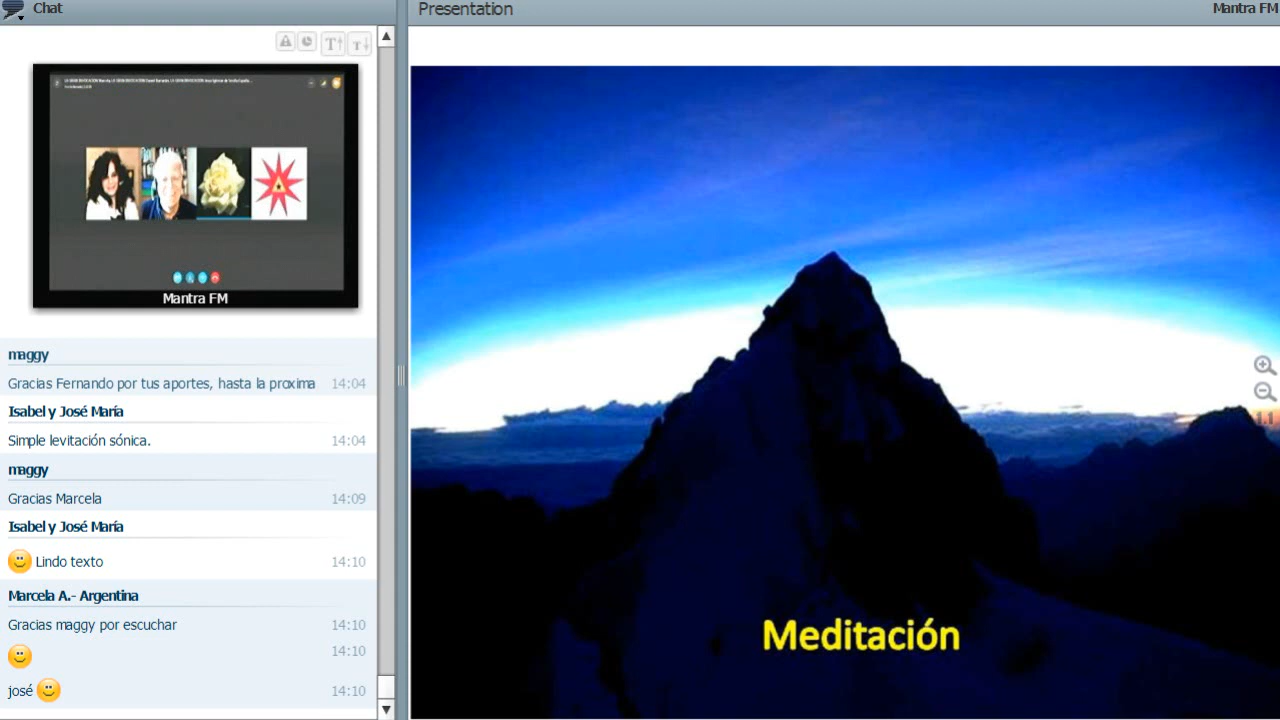 Chat
Mantra FM
maggy
Gracias Fernando por tus aportes, hasta la proxima 14:04
Isabel y José María
Simple levitación sónica. 14:04
maggy
Gracias Marcela 14:09
Isabel y José María
Lindo texto 14:10
Marcela A.- Argentina
Gracias maggy por escuchar 14:10
14:10
josé 14:10
Presentation
Mantra FM
Meditación